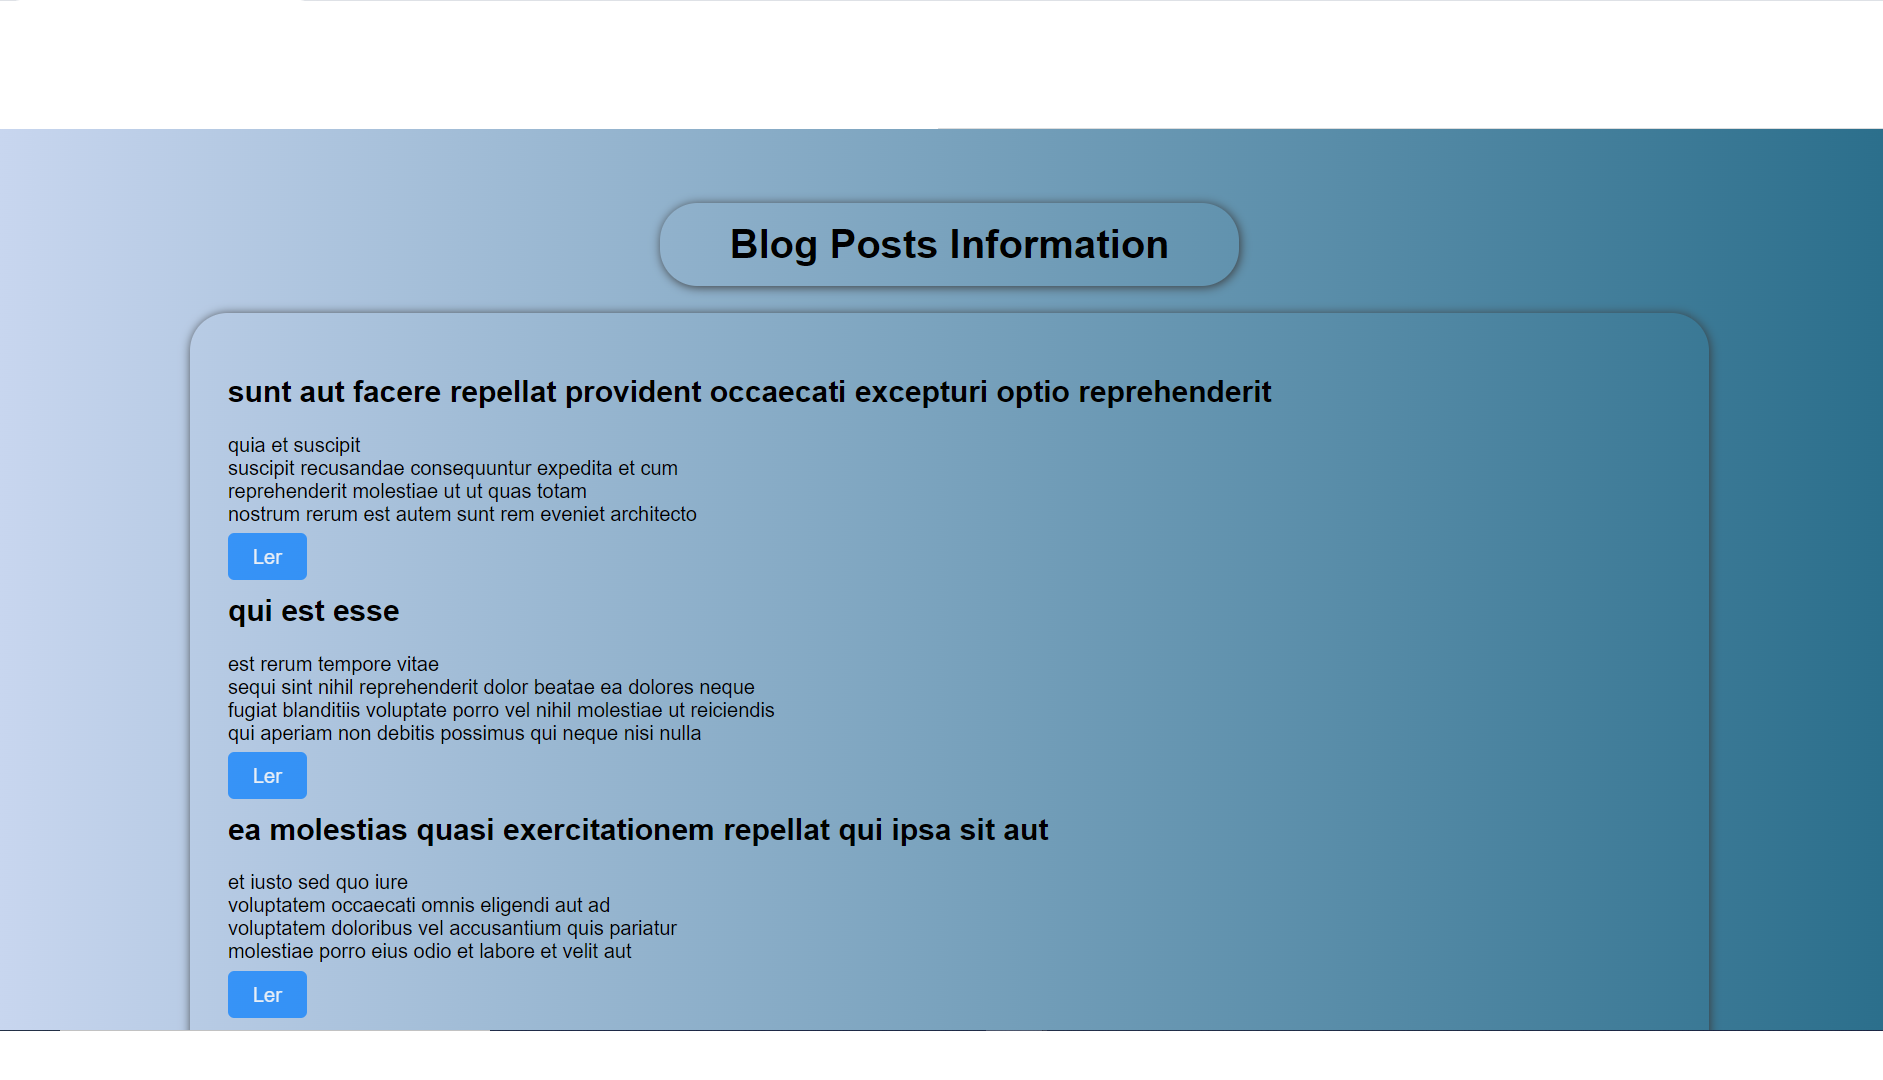 Blog Posts Information
sunt aut facere repellat provident occaecati excepturi optio reprehenderit
quia et suscipit
suscipit recusandae consequuntur expedita et cum
reprehenderit molestiae ut ut quas totam
nostrum rerum est autem sunt rem eveniet architecto
Ler
qui est esse
est rerum tempore vitae
sequi sint nihil reprehenderit dolor beatae ea dolores neque
fugiat blanditiis voluptate porro vel nihil molestiae ut reiciendis
qui aperiam non debitis possimus qui neque nisi nulla
Ler
ea molestias quasi exercitationem repellat qui ipsa sit aut
et iusto sed quo iure
voluptatem occaecati omnis eligendi aut ad
voluptatem doloribus vel accusantium quis pariatur
molestiae porro eius odio et labore et velit aut
Ler